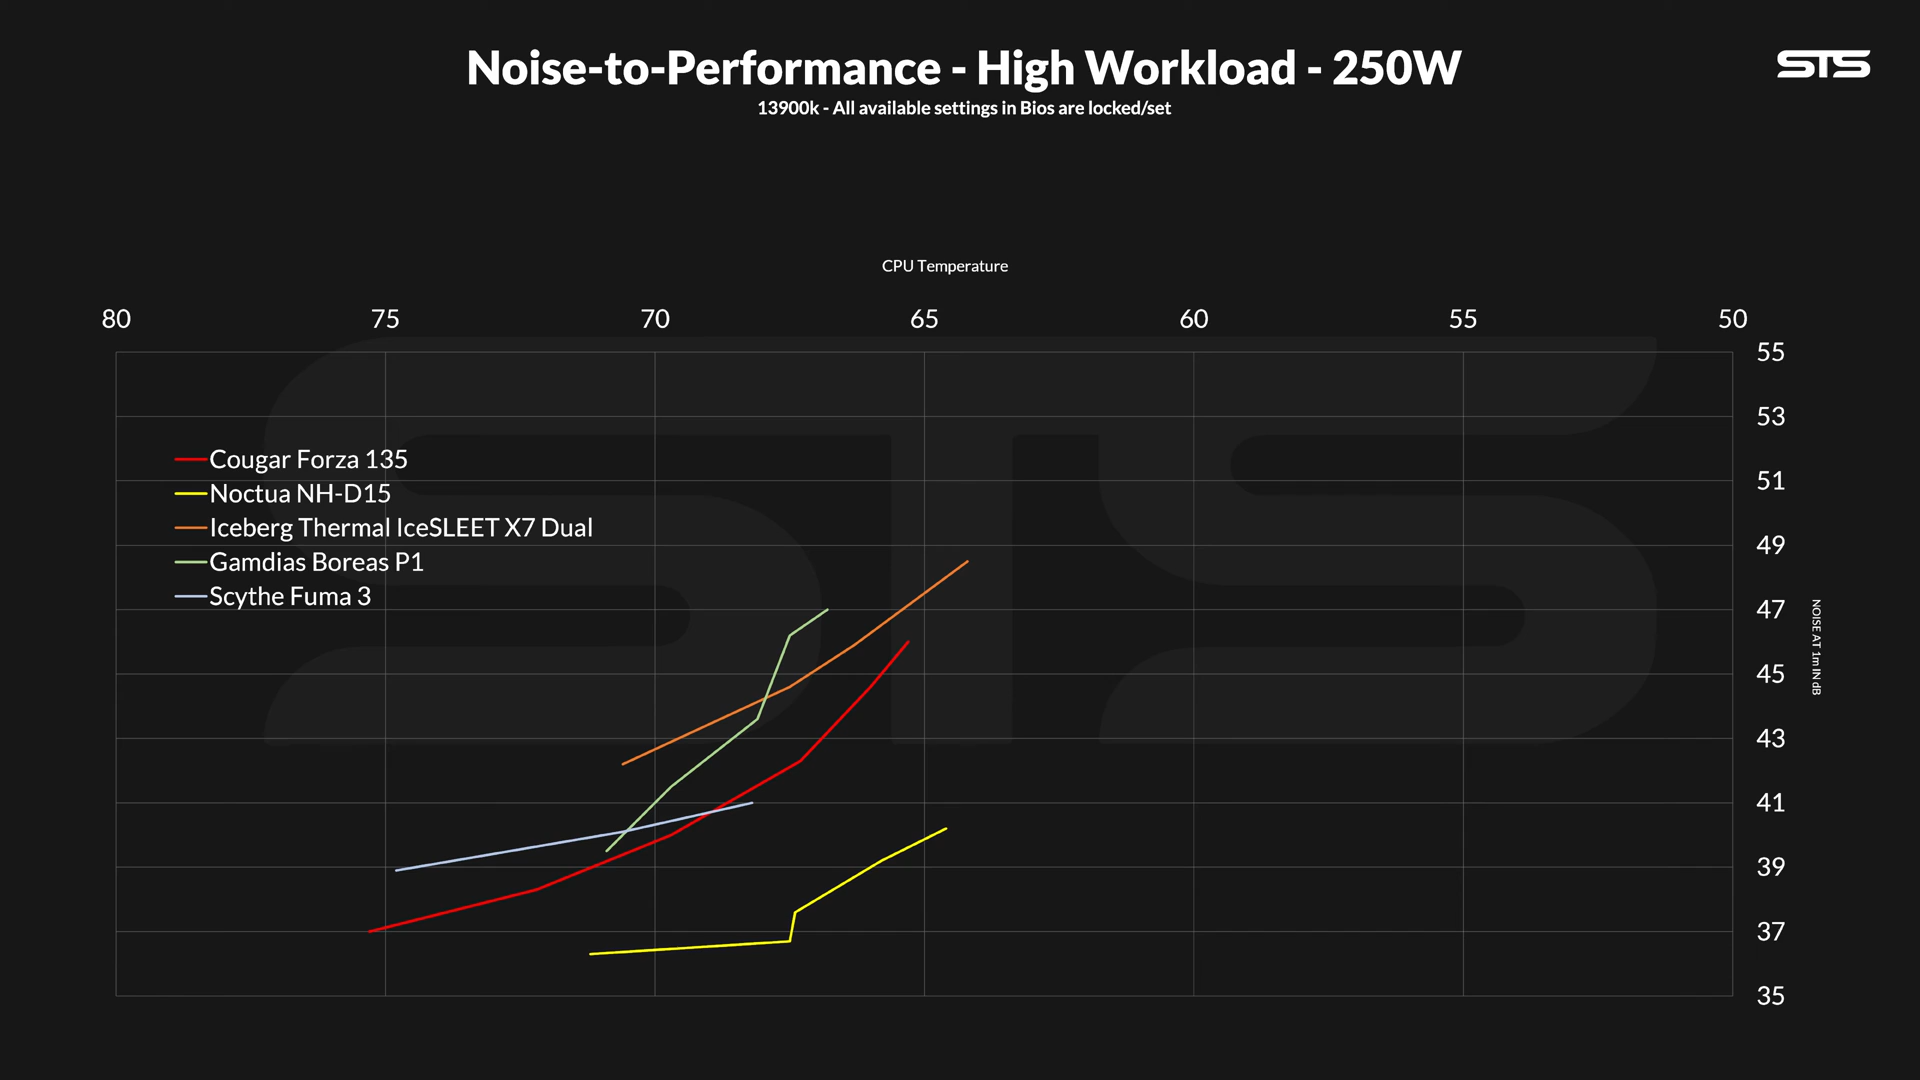 Noise-to-Performance - High Workload - 250W
STS
13900k - All available settings in Bios are locked/set
CPU Temperature
80 75 70 65 60 55 50
55
53
51
49
47
45
43
41
39
37
35
Cougar Forza 135
Noctua NH-D15
Iceberg Thermal IceSLEET X7 Dual
Gamdias Boreas P1
Scythe Fuma 3
NOISE AT 1m IN dB
STS